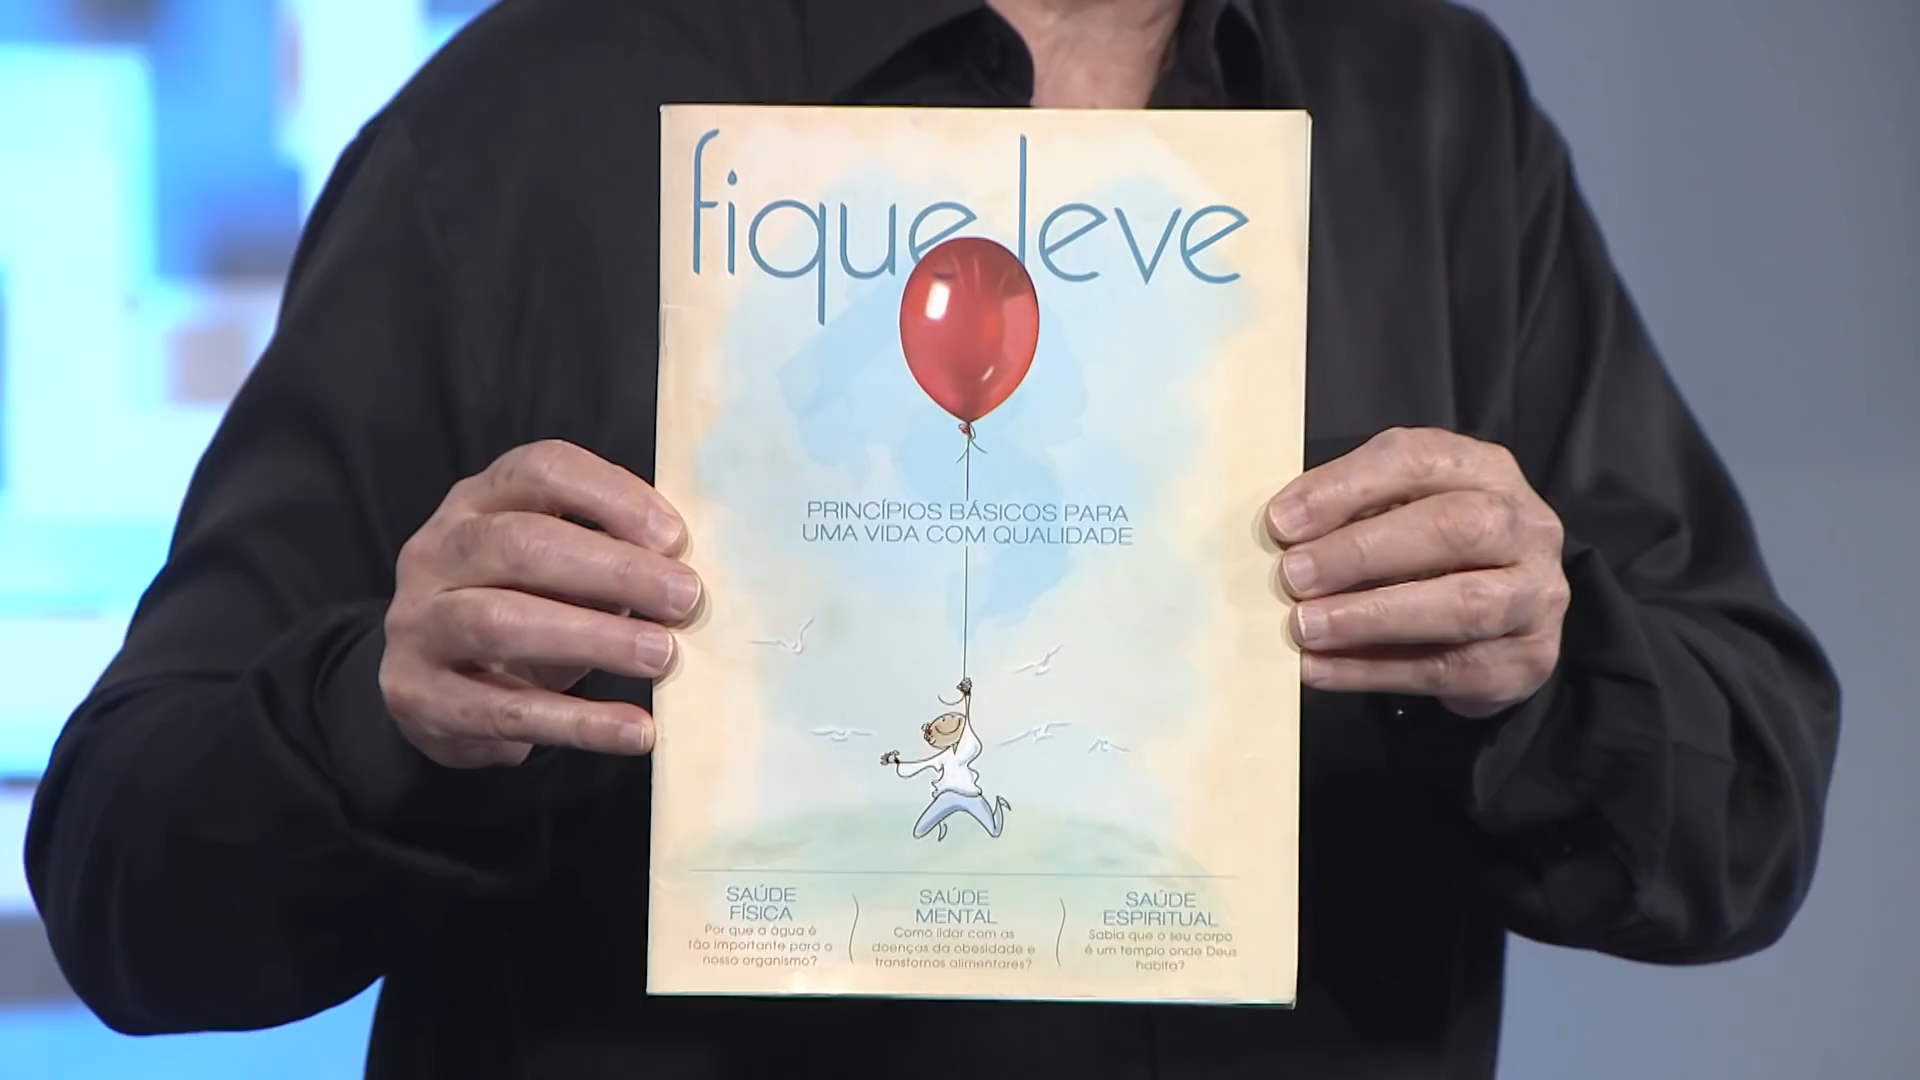 fique leve
PRINCÍPIOS BÁSICOS PARA
UMA VIDA COM QUALIDADE
SAÚDE
FÍSICA
Por que a água é
tão importante para o
nosso organismo?
SAÚDE
MENTAL
Como lidar com as
doenças da obesidade e
transtornos alimentares?
SAÚDE
ESPIRITUAL
Sabia que o seu corpo
é um templo onde Deus
habita?